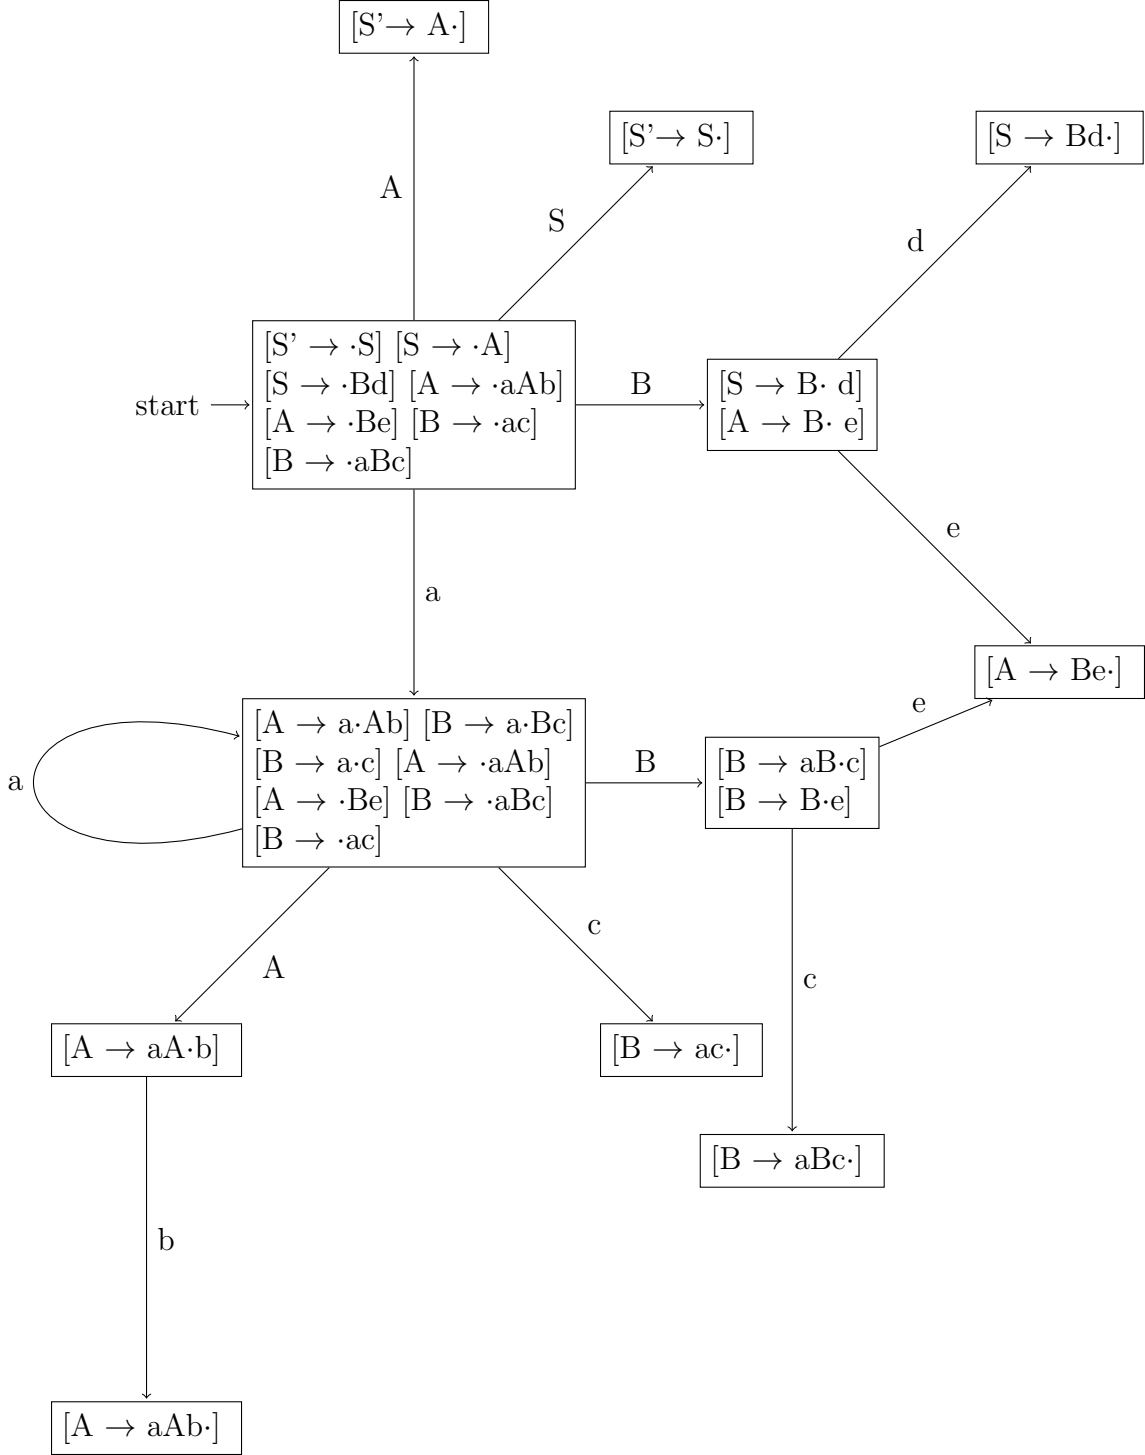 [S'→ A·]
[S'→ S·]
[S → Bd·]
A
S
d
start
[S' → ·S] [S → ·A]
[S → ·Bd] [A → ·aAb]
[A → ·Be] [B → ·ac]
[B → ·aBc]
B
[S → B· d]
[A → B· e]
e
a
[A → Be·]
a
[A → a·Ab] [B → a·Bc]
[B → a·c] [A → ·aAb]
[A → ·Be] [B → ·aBc]
[B → ·ac]
B
[B → aB·c]
[B → B·e]
e
A
c
c
[A → aA·b]
[B → ac·]
[B → aBc·]
b
[A → aAb·]